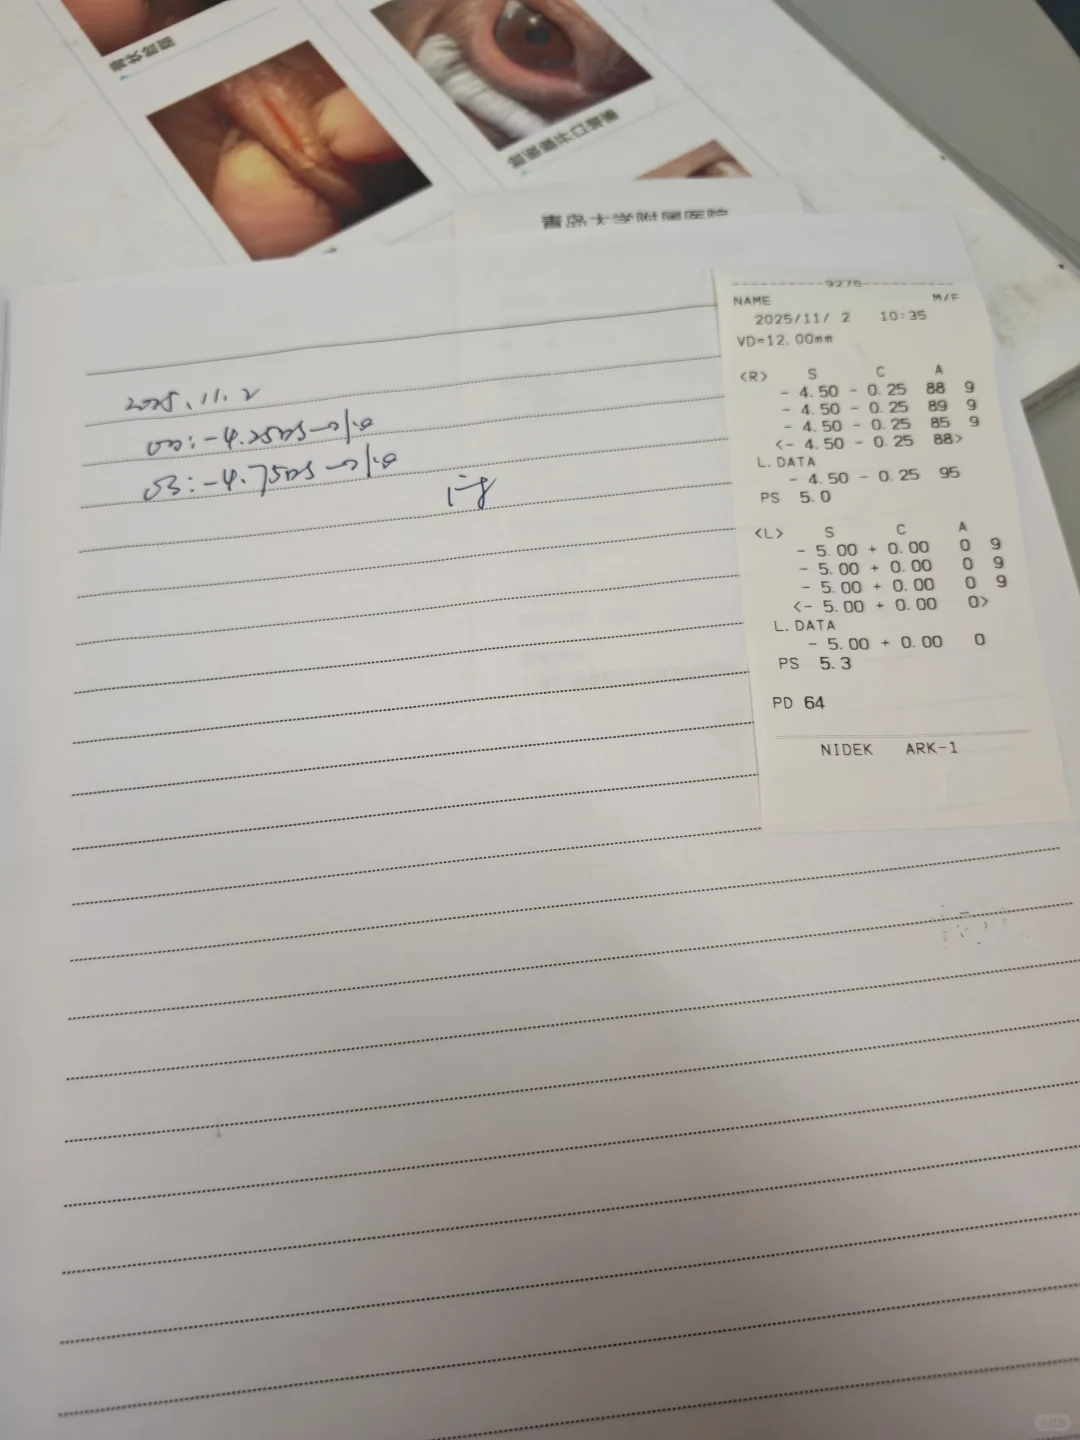 青岛大学附属医院
2025.11.2
OD: -4.25DS→1.0
OS: -4.75DS→1.0
9276
NAME M/F
2025/11/ 2 10:35
VD=12.00mm
<R> S C A
- 4.50 - 0.25 88 9
- 4.50 - 0.25 89 9
- 4.50 - 0.25 85 9
<- 4.50 - 0.25 88>
L.DATA
- 4.50 - 0.25 95
PS 5.0
<L> S C A
- 5.00 + 0.00 0 9
- 5.00 + 0.00 0 9
- 5.00 + 0.00 0 9
<- 5.00 + 0.00 0>
L.DATA
- 5.00 + 0.00 0
PS 5.3
PD 64
NIDEK ARK-1